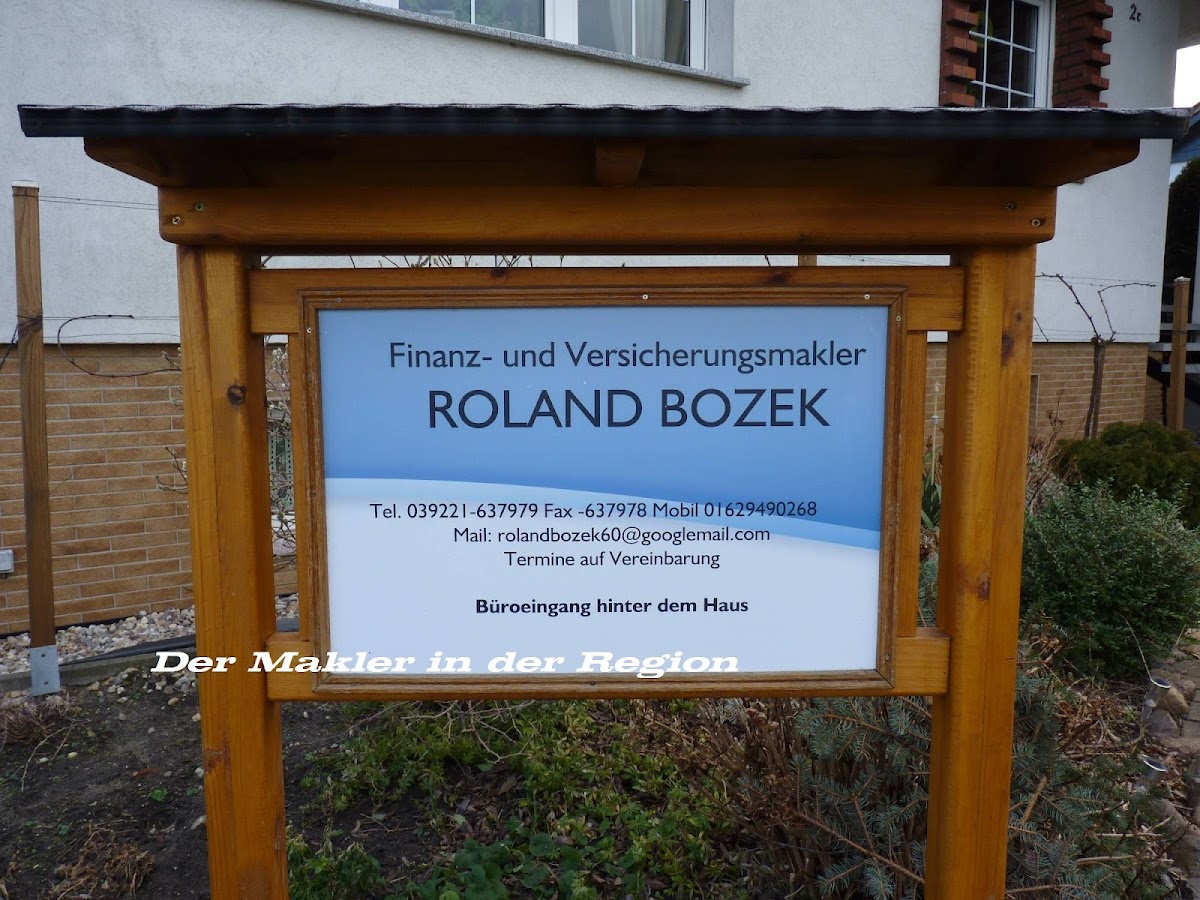 2c
Finanz- und Versicherungsmakler
ROLAND BOZEK
Tel. 039221-637979 Fax -637978 Mobil 01629490268
Mail: rolandbozek60@googlemail.com
Termine auf Vereinbarung
Büroeingang hinter dem Haus
Der Makler in der Region